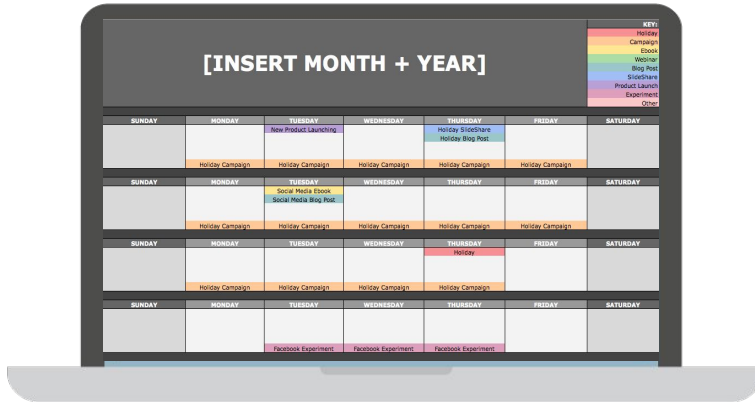 KEY:
Holiday
Campaign
Ebook
Webinar
Blog Post
SlideShare
Product Launch
Experiment
Other
[INSERT MONTH + YEAR]
SUNDAY MONDAY TUESDAY WEDNESDAY THURSDAY FRIDAY SATURDAY
New Product Launching Holiday SlideShare
Holiday Blog Post
Holiday Campaign Holiday Campaign Holiday Campaign Holiday Campaign Holiday Campaign
SUNDAY MONDAY TUESDAY WEDNESDAY THURSDAY FRIDAY SATURDAY
Social Media Ebook
Social Media Blog Post
Holiday Campaign Holiday Campaign Holiday Campaign Holiday Campaign Holiday Campaign
SUNDAY MONDAY TUESDAY WEDNESDAY THURSDAY FRIDAY SATURDAY
Holiday
Holiday Campaign Holiday Campaign Holiday Campaign Holiday Campaign
SUNDAY MONDAY TUESDAY WEDNESDAY THURSDAY FRIDAY SATURDAY
Facebook Experiment Facebook Experiment Facebook Experiment